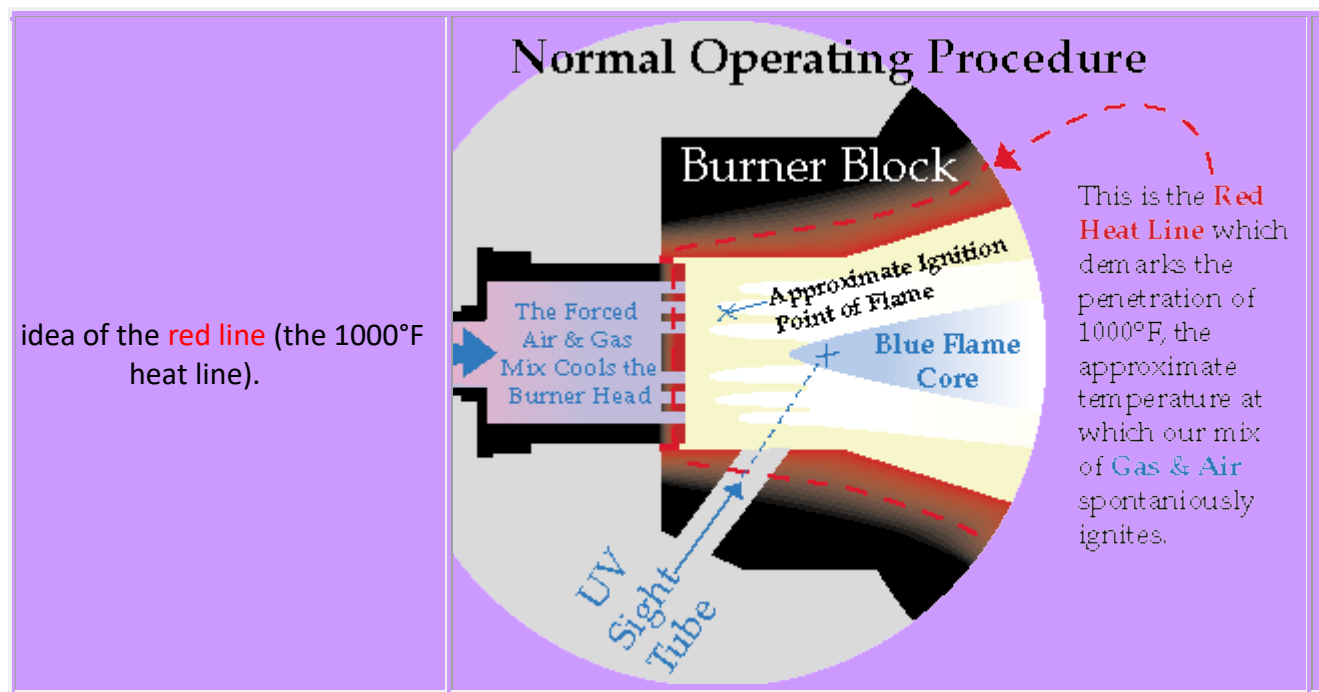 idea of the red line (the 1000°F
heat line).
Normal Operating Procedure
Burner Block
This is the Red
Heat Line which
demarks the
penetration of
1000°F, the
approximate
temperature at
which our mix
of Gas & Air
spontaniously
ignites.
Approximate Ignition
Point of Flame
The Forced
Air & Gas
Mix Cools the
Burner Head
Blue Flame
Core
UV
Sight
Tube